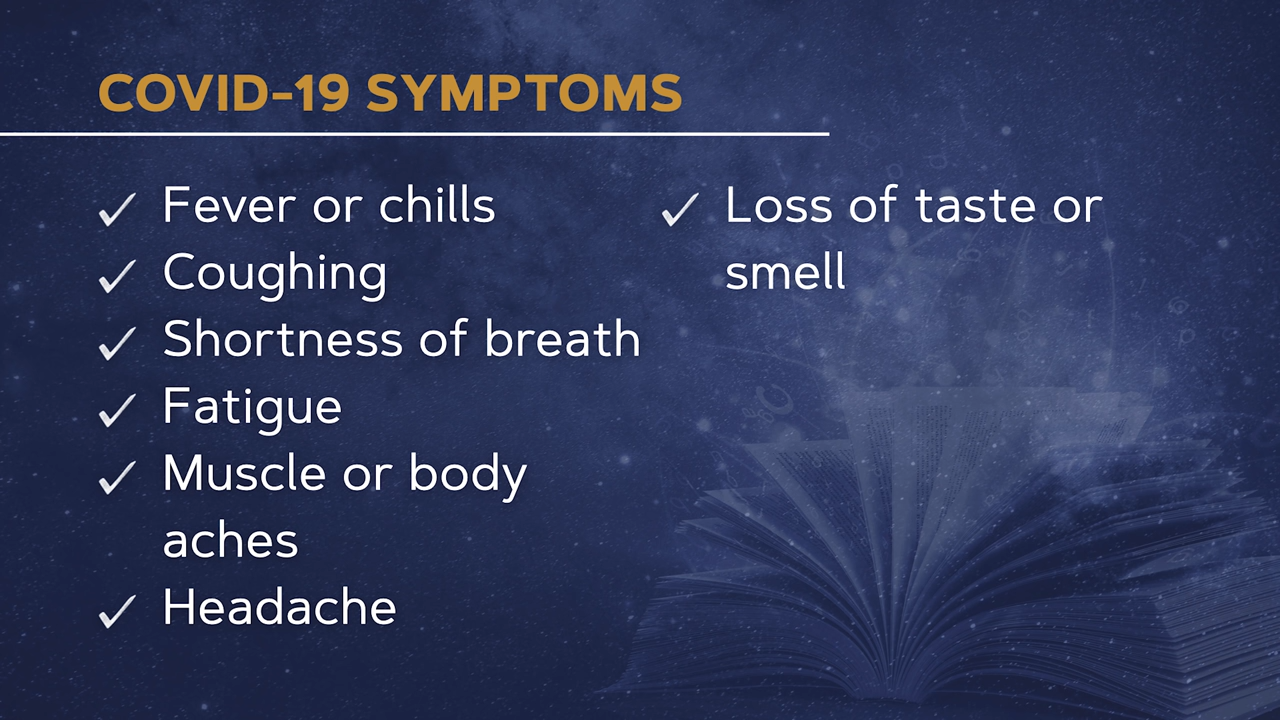 COVID-19 SYMPTOMS
Fever or chills
Coughing
Shortness of breath
Fatigue
Muscle or body
aches
Headache
Loss of taste or
smell